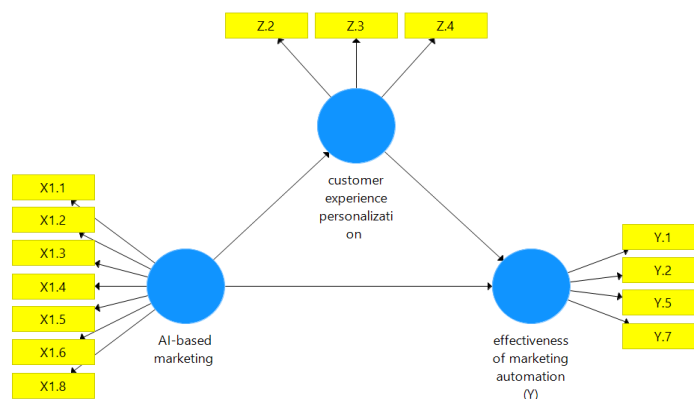 Z.2 Z.3 Z.4
customer
experience
personalizati
on
X1.1
X1.2
X1.3
X1.4
X1.5
X1.6
X1.8
AI-based
marketing
Y.1
Y.2
Y.5
Y.7
effectiveness
of marketing
automation
(Y)